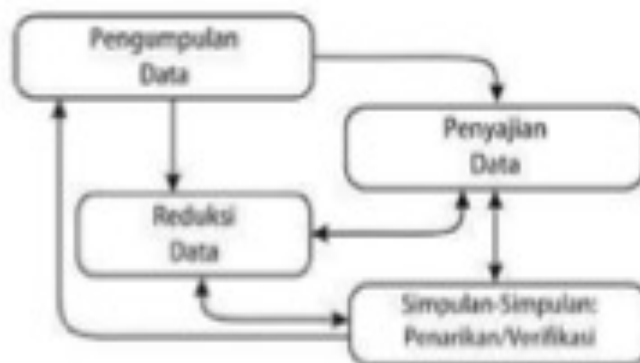 Pengumpulan
Data
Penyajian
Data
Reduksi
Data
Simpulan-Simpulan:
Penarikan/Verifikasi